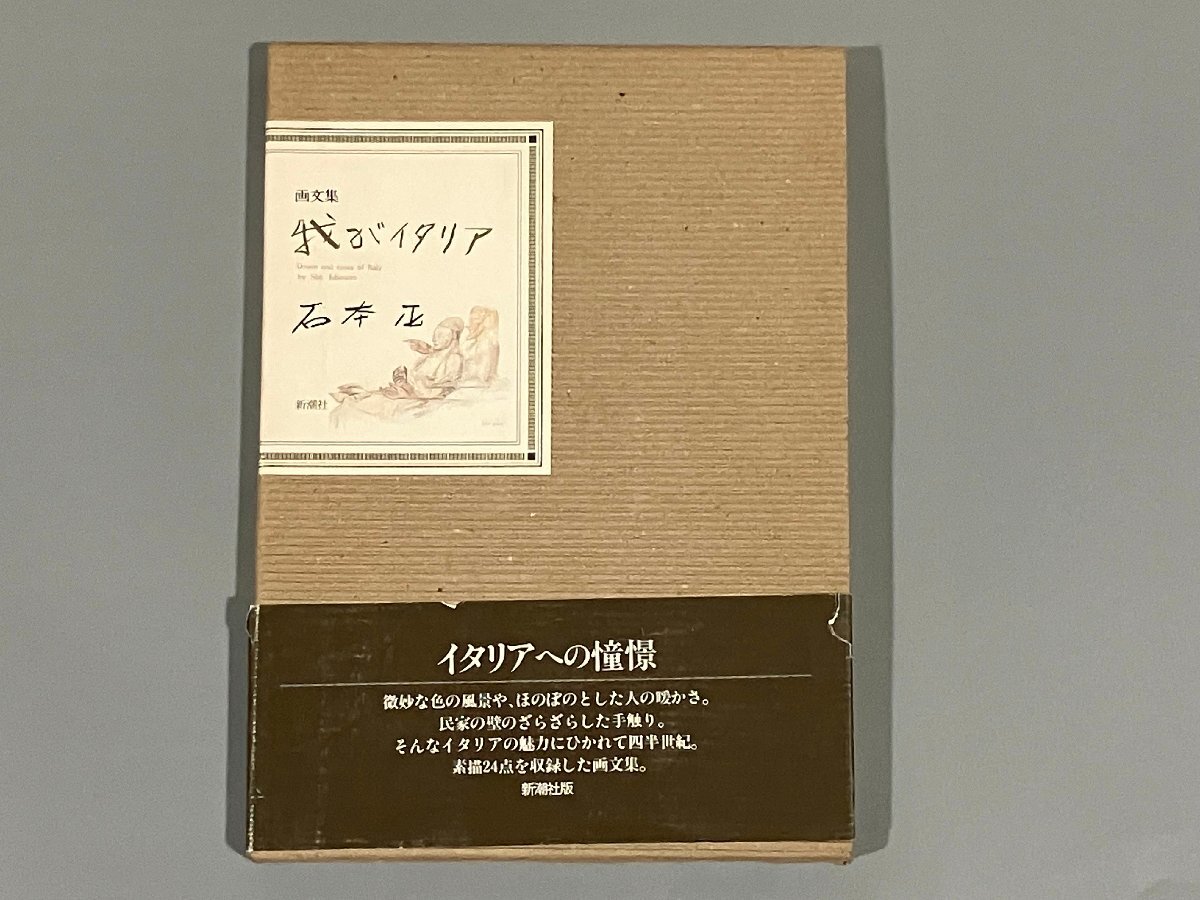 画文集
我がイタリア
by Shō Ishimoto
石本 正
新潮社
イタリアへの憧憬
微妙な色の風景や、ほのぼのとした人の暖かさ。
民家の壁のざらざらした手触り。
そんなイタリアの魅力にひかれて四半世紀。
素描24点を収録した画文集。
新潮社版